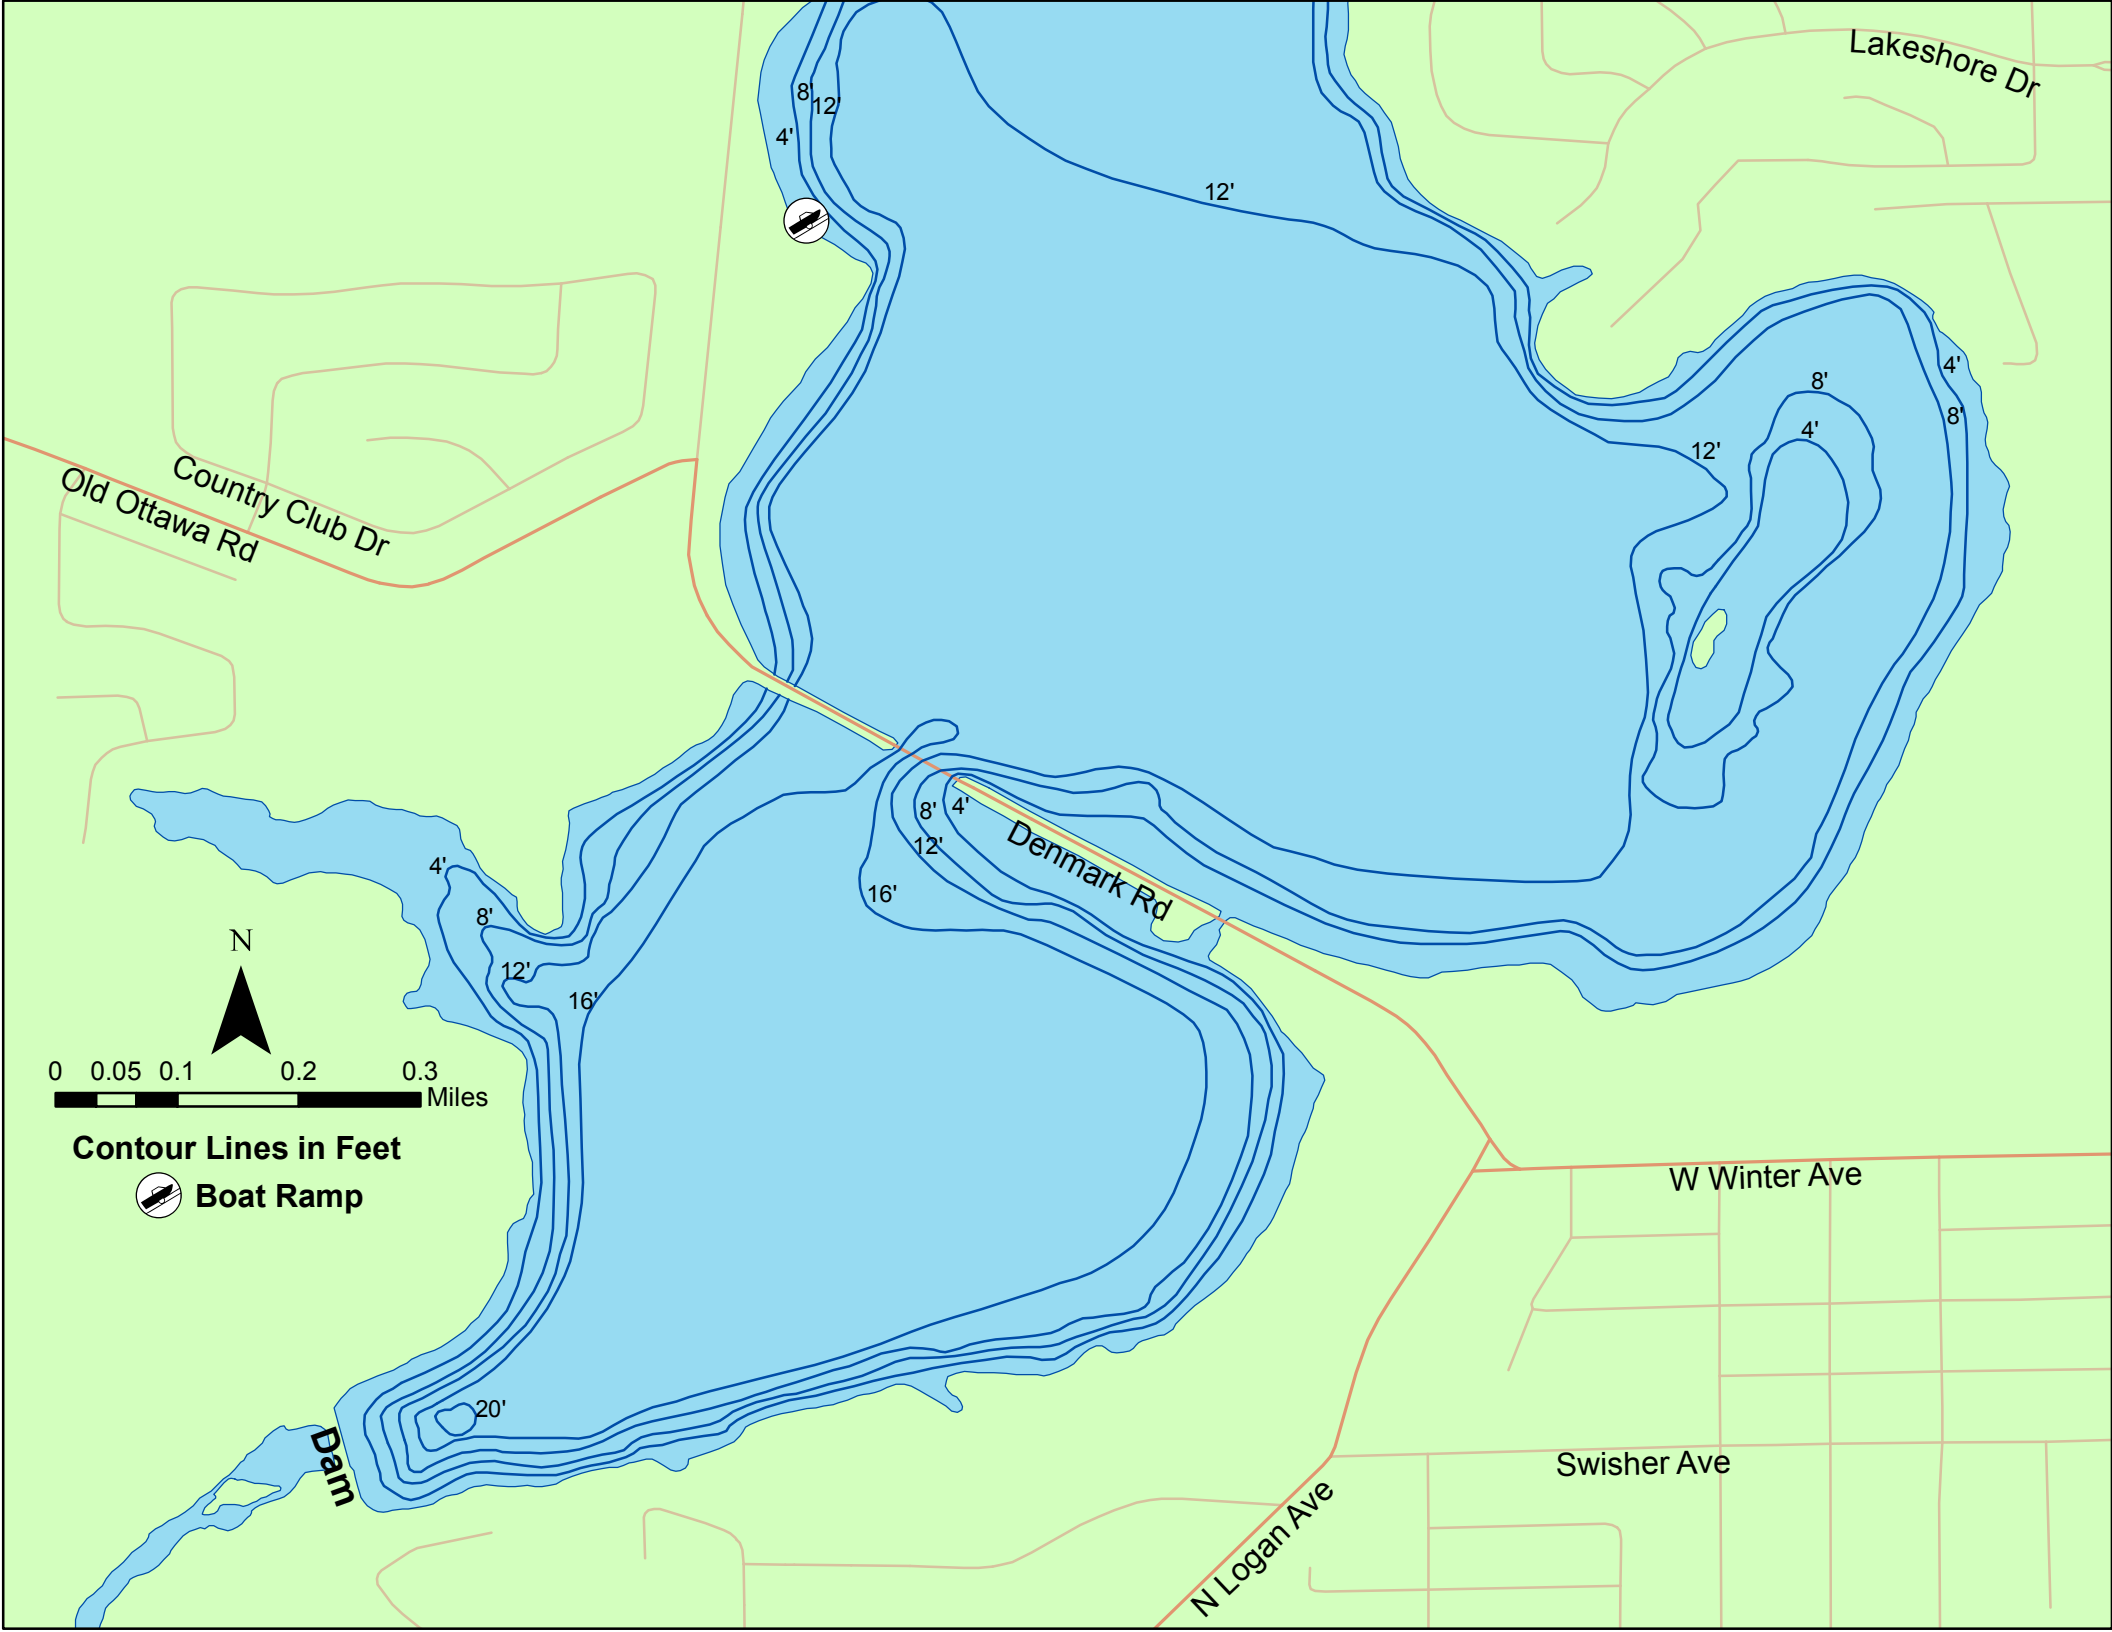 Lakeshore Dr
8'
12'
4'
12'
4'
8'
8'
4'
12'
Country Club Dr
Old Ottawa Rd
8'
4'
12'
Denmark Rd
16'
4'
8'
12'
16'
N
0 0.05 0.1 0.2 0.3
Miles
Contour Lines in Feet
Boat Ramp
W Winter Ave
20'
Dam
Swisher Ave
N Logan Ave